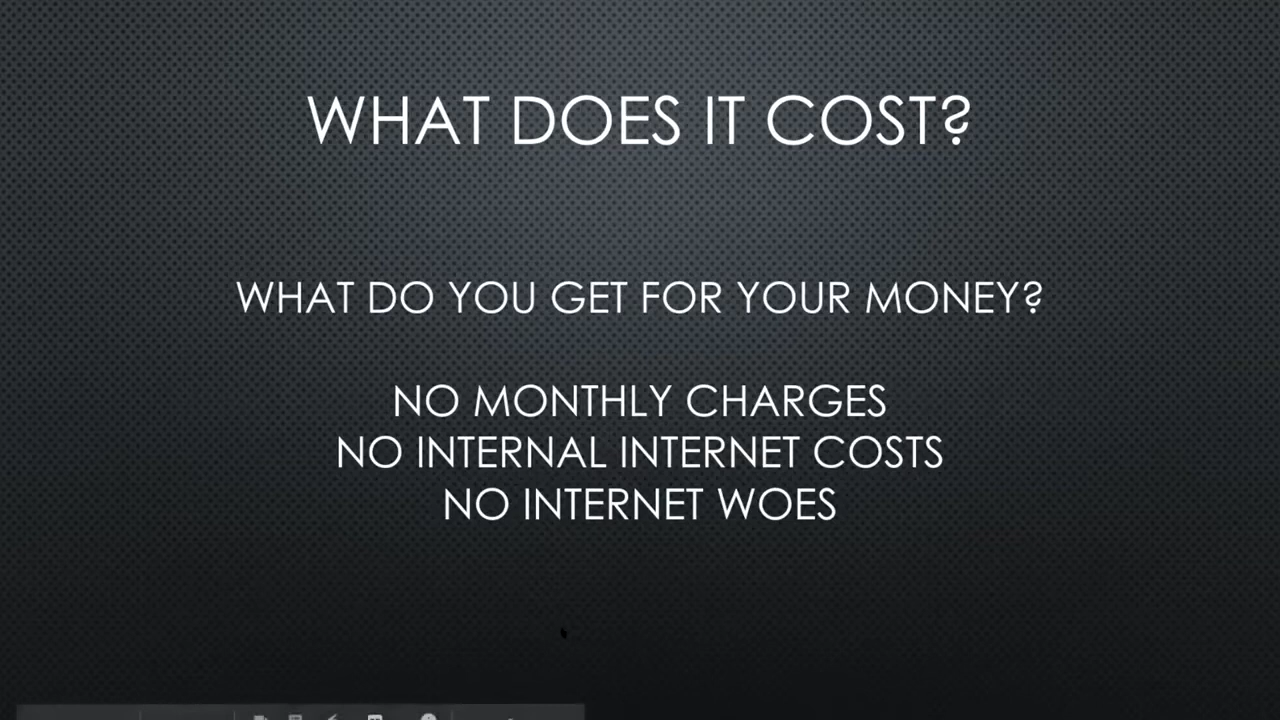 WHAT DOES IT COST?
WHAT DO YOU GET FOR YOUR MONEY?
NO MONTHLY CHARGES
NO INTERNAL INTERNET COSTS
NO INTERNET WOES